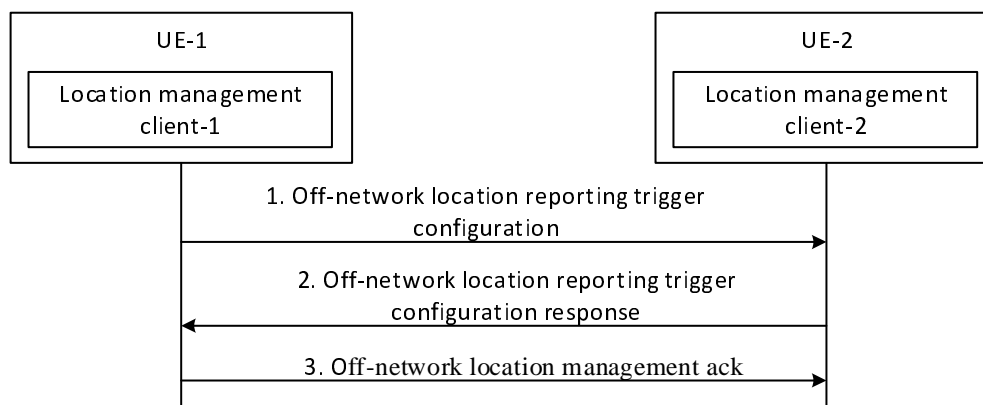 UE-1
Location management
client-1
UE-2
Location management
client-2
1. Off-network location reporting trigger
configuration
2. Off-network location reporting trigger
configuration response
3. Off-network location management ack